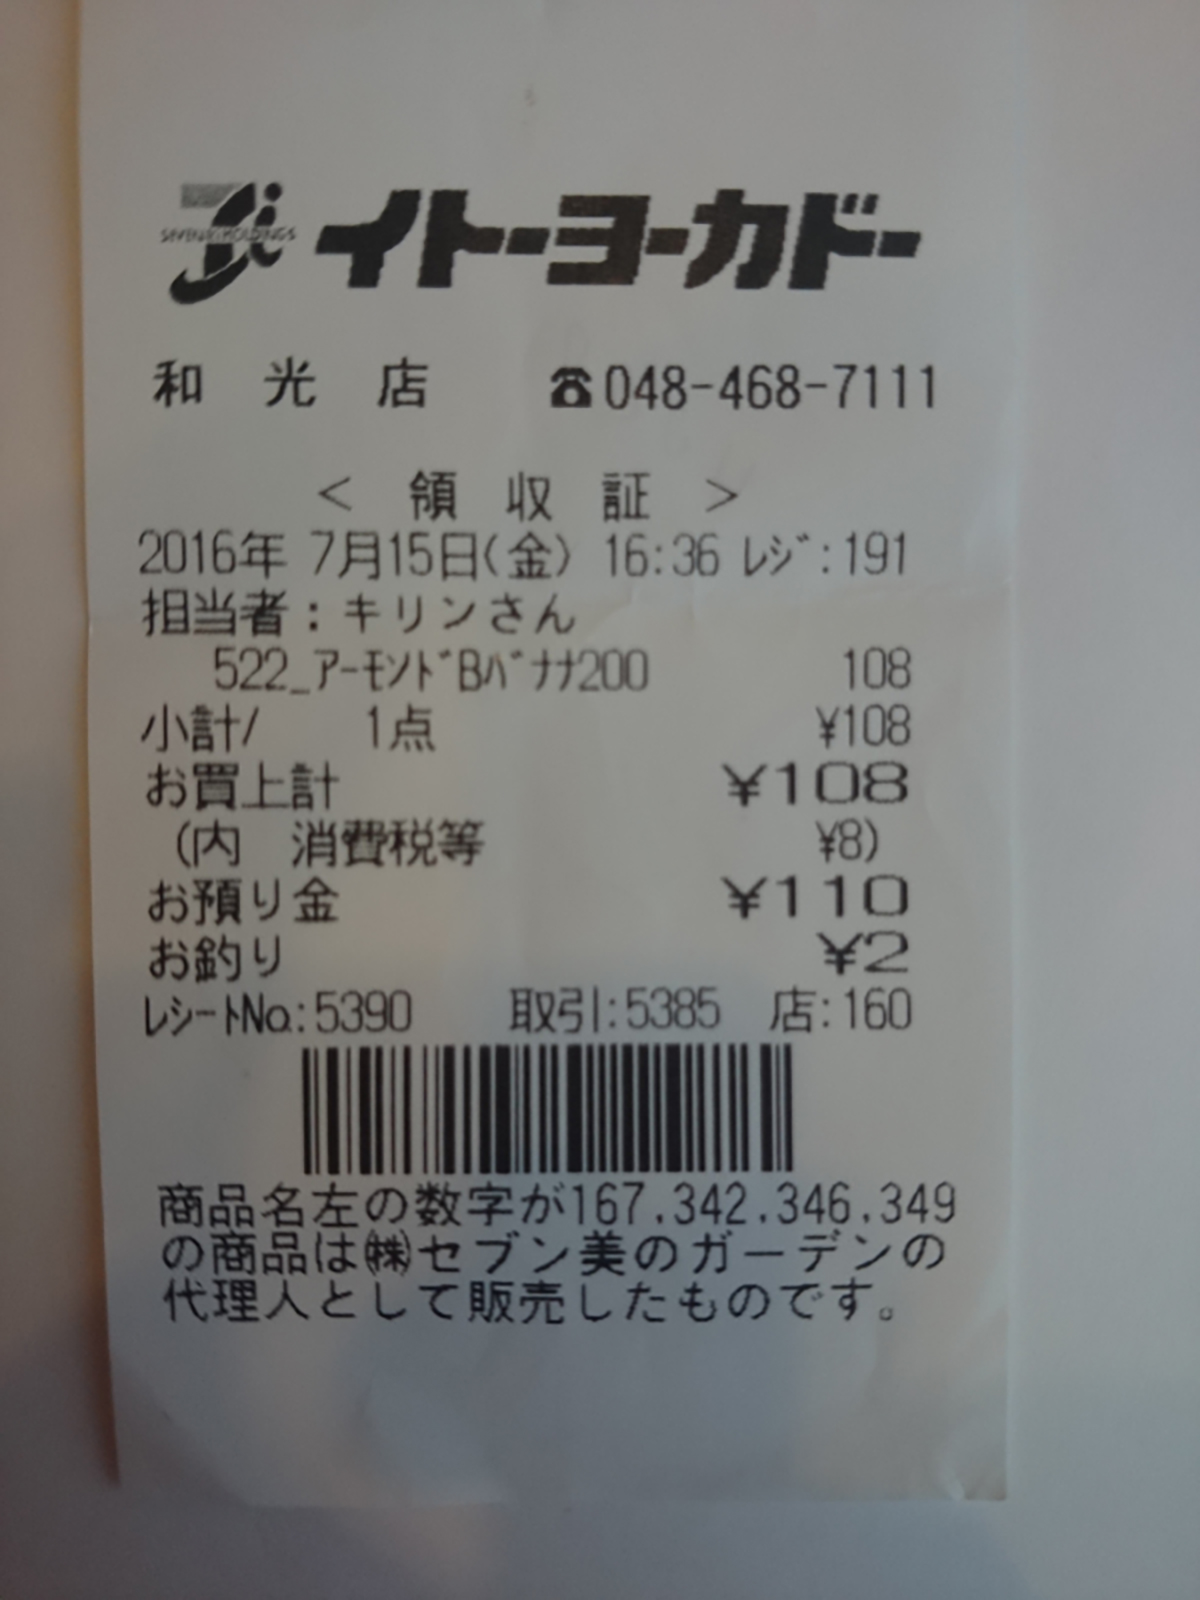 SEVEN&i HOLDINGS
イトーヨーカドー
和光店 ☎048-468-7111
< 領収証 >
2016年 7月15日(金) 16:36 ﾚｼﾞ:191
担当者:キリンさん
522_ｱｰﾓﾝﾄﾞBﾊﾞﾅﾅ200 108
小計/ 1点 ¥108
お買上計 ¥108
(内 消費税等 ¥8)
お預り金 ¥110
お釣り ¥2
ﾚｼｰﾄNo.:5390 取引:5385 店:160
商品名左の数字が167.342.346.349
の商品は㈱セブン美のガーデンの
代理人として販売したものです。